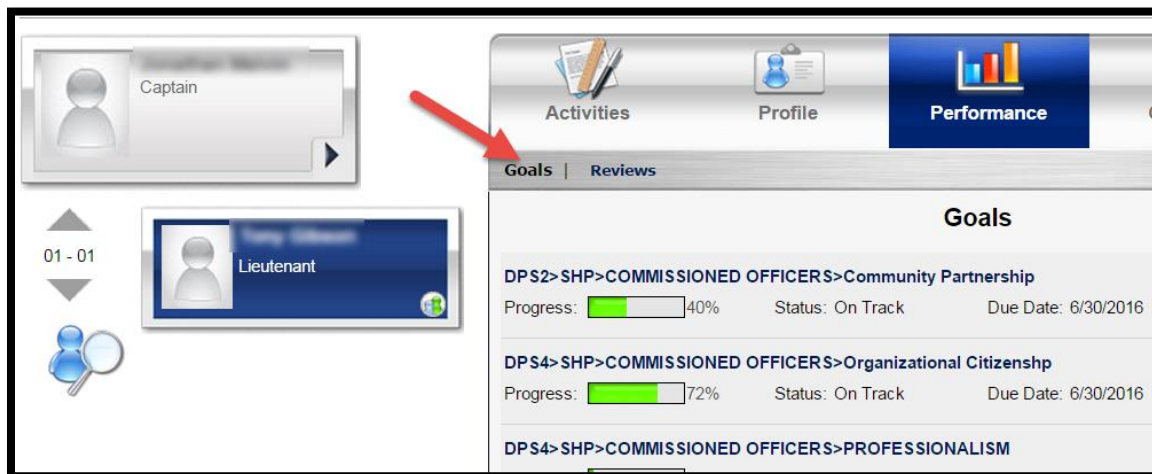 Captain
01 - 01
Lieutenant
Activities
Profile
Performance
Goals | Reviews
Goals
DPS2>SHP>COMMISSIONED OFFICERS>Community Partnership
Progress: 40% Status: On Track Due Date: 6/30/2016
DPS4>SHP>COMMISSIONED OFFICERS>Organizational Citizenshp
Progress: 72% Status: On Track Due Date: 6/30/2016
DPS4>SHP>COMMISSIONED OFFICERS>PROFESSIONALISM